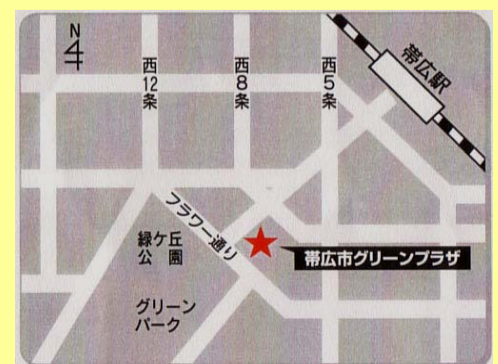 N
帯広駅
西12条
西8条
西5条
フラワー通り
緑ケ丘
公園
帯広市グリーンプラザ
グリーン
パーク